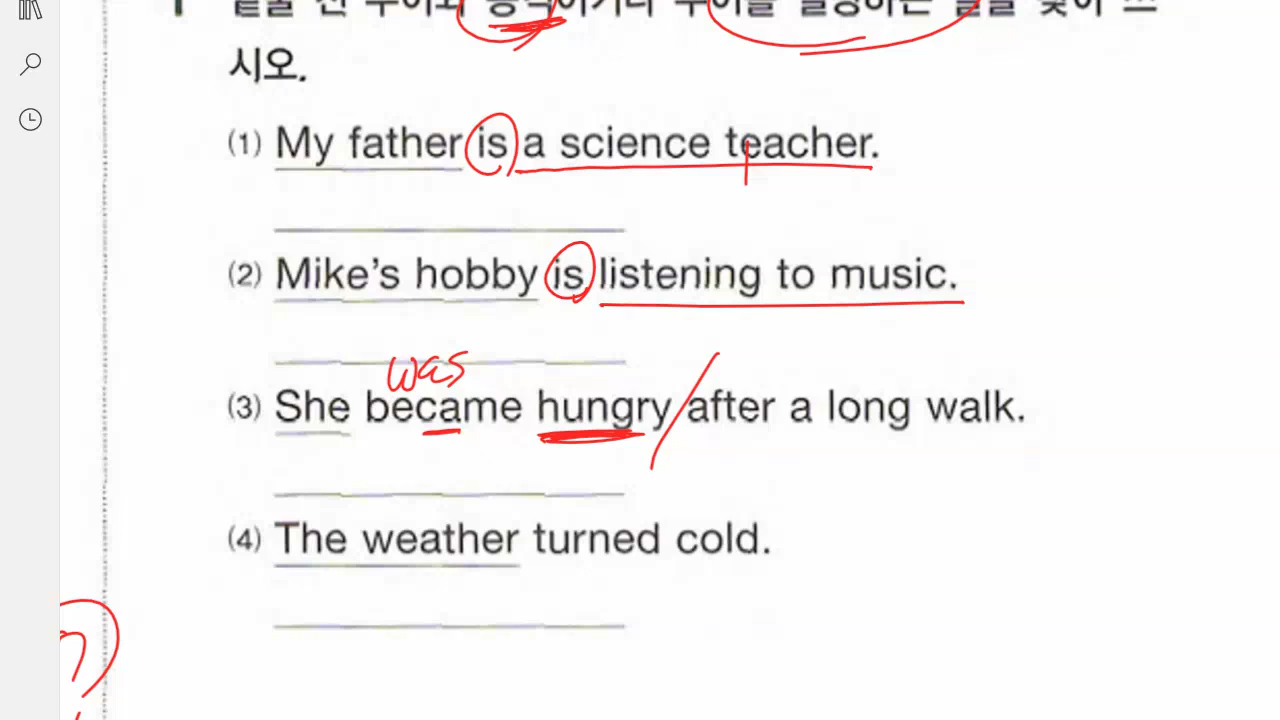 시오.
(1) My father is a science teacher.
(2) Mike's hobby is listening to music.
was
(3) She became hungry after a long walk.
(4) The weather turned cold.